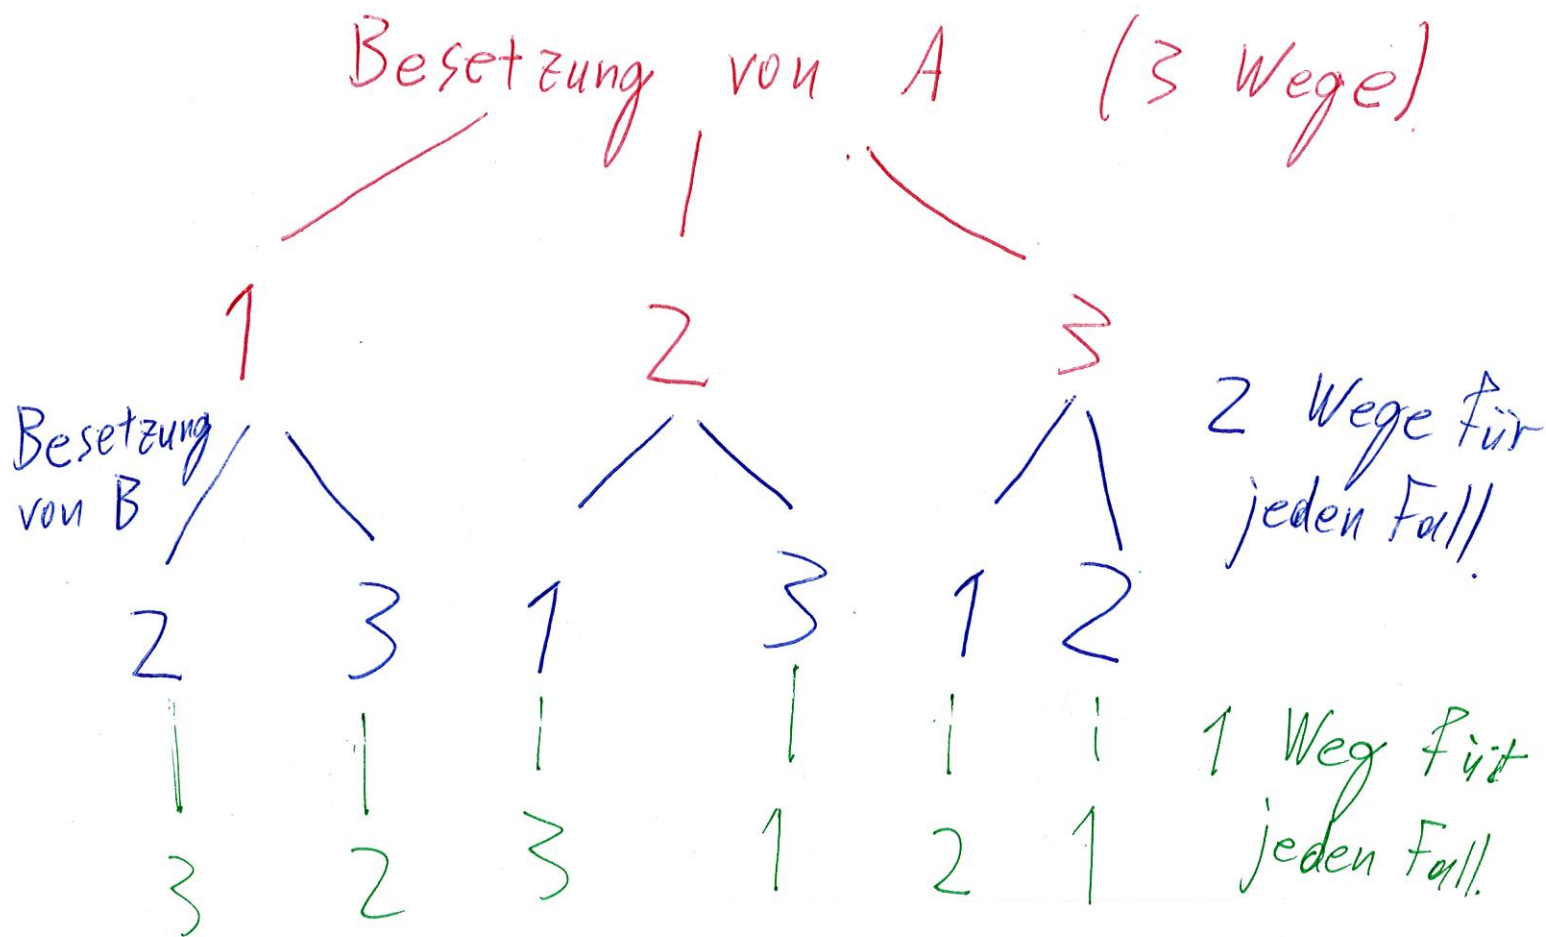 Besetzung von A (3 Wege)
1 2 3
Besetzung
von B
2 Wege für
jeden Fall.
2 3 1 3 1 2
1 Weg für
jeden Fall.
3 2 3 1 2 1